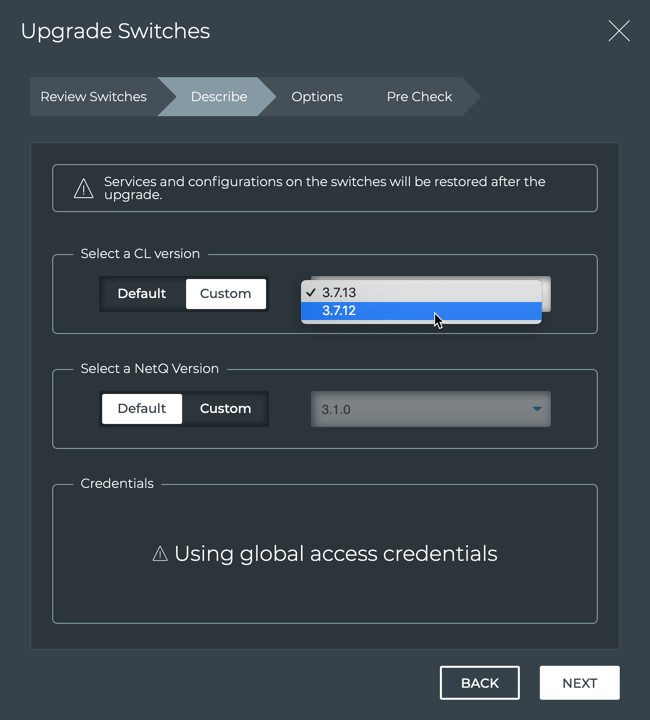 Upgrade Switches
Review Switches Describe Options Pre Check
Services and configurations on the switches will be restored after the
upgrade.
Select a CL version
Default Custom
3.7.13
3.7.12
Select a NetQ Version
Default Custom 3.1.0
Credentials
Using global access credentials
BACK NEXT